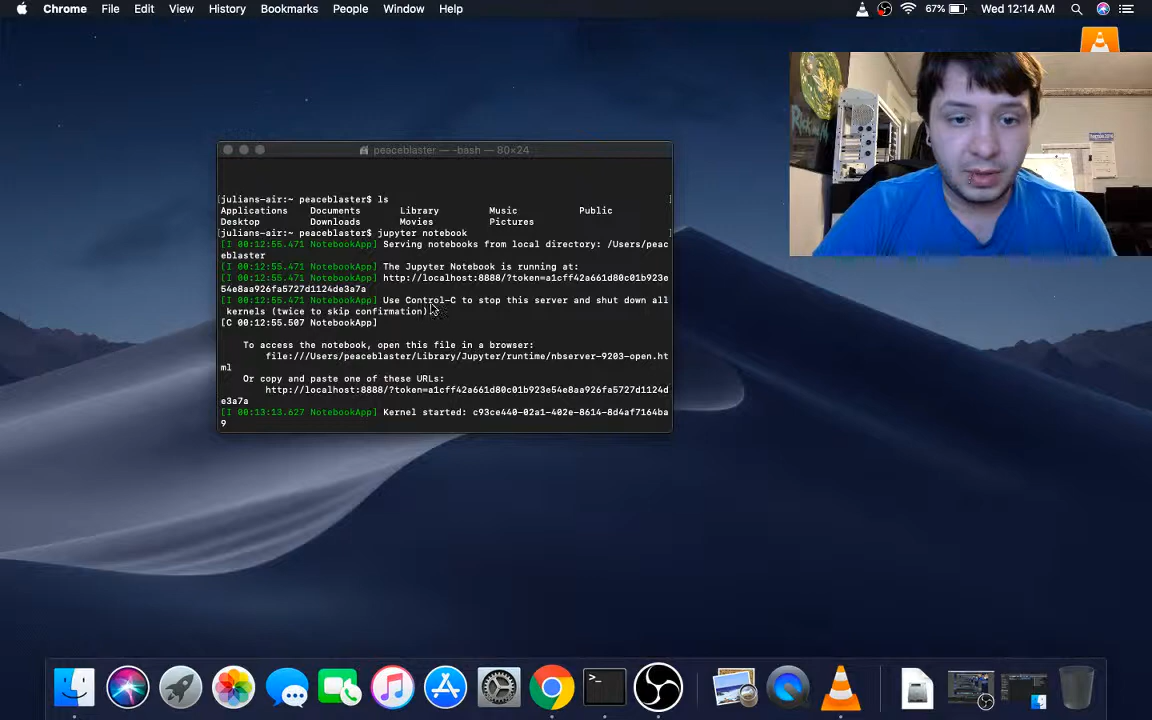 Chrome File Edit View History Bookmarks People Window Help 67% Wed 12:14 AM
peaceblaster — -bash — 80×24
[julians-air:~ peaceblaster$ ls ]
Applications Documents Library Music Public
Desktop Downloads Movies Pictures
[julians-air:~ peaceblaster$ jupyter notebook ]
[I 00:12:55.471 NotebookApp] Serving notebooks from local directory: /Users/peac
eblaster
[I 00:12:55.471 NotebookApp] The Jupyter Notebook is running at:
[I 00:12:55.471 NotebookApp] http://localhost:8888/?token=a1cff42a661d80c01b923e
54e8aa926fa5727d1124de3a7a
[I 00:12:55.471 NotebookApp] Use Control-C to stop this server and shut down all
kernels (twice to skip confirmation).
[C 00:12:55.507 NotebookApp]
To access the notebook, open this file in a browser:
file:///Users/peaceblaster/Library/Jupyter/runtime/nbserver-9203-open.ht
ml
Or copy and paste one of these URLs:
http://localhost:8888/?token=a1cff42a661d80c01b923e54e8aa926fa5727d1124d
e3a7a
[I 00:13:13.627 NotebookApp] Kernel started: c93ce440-02a1-402e-8614-8d4af7164ba
9